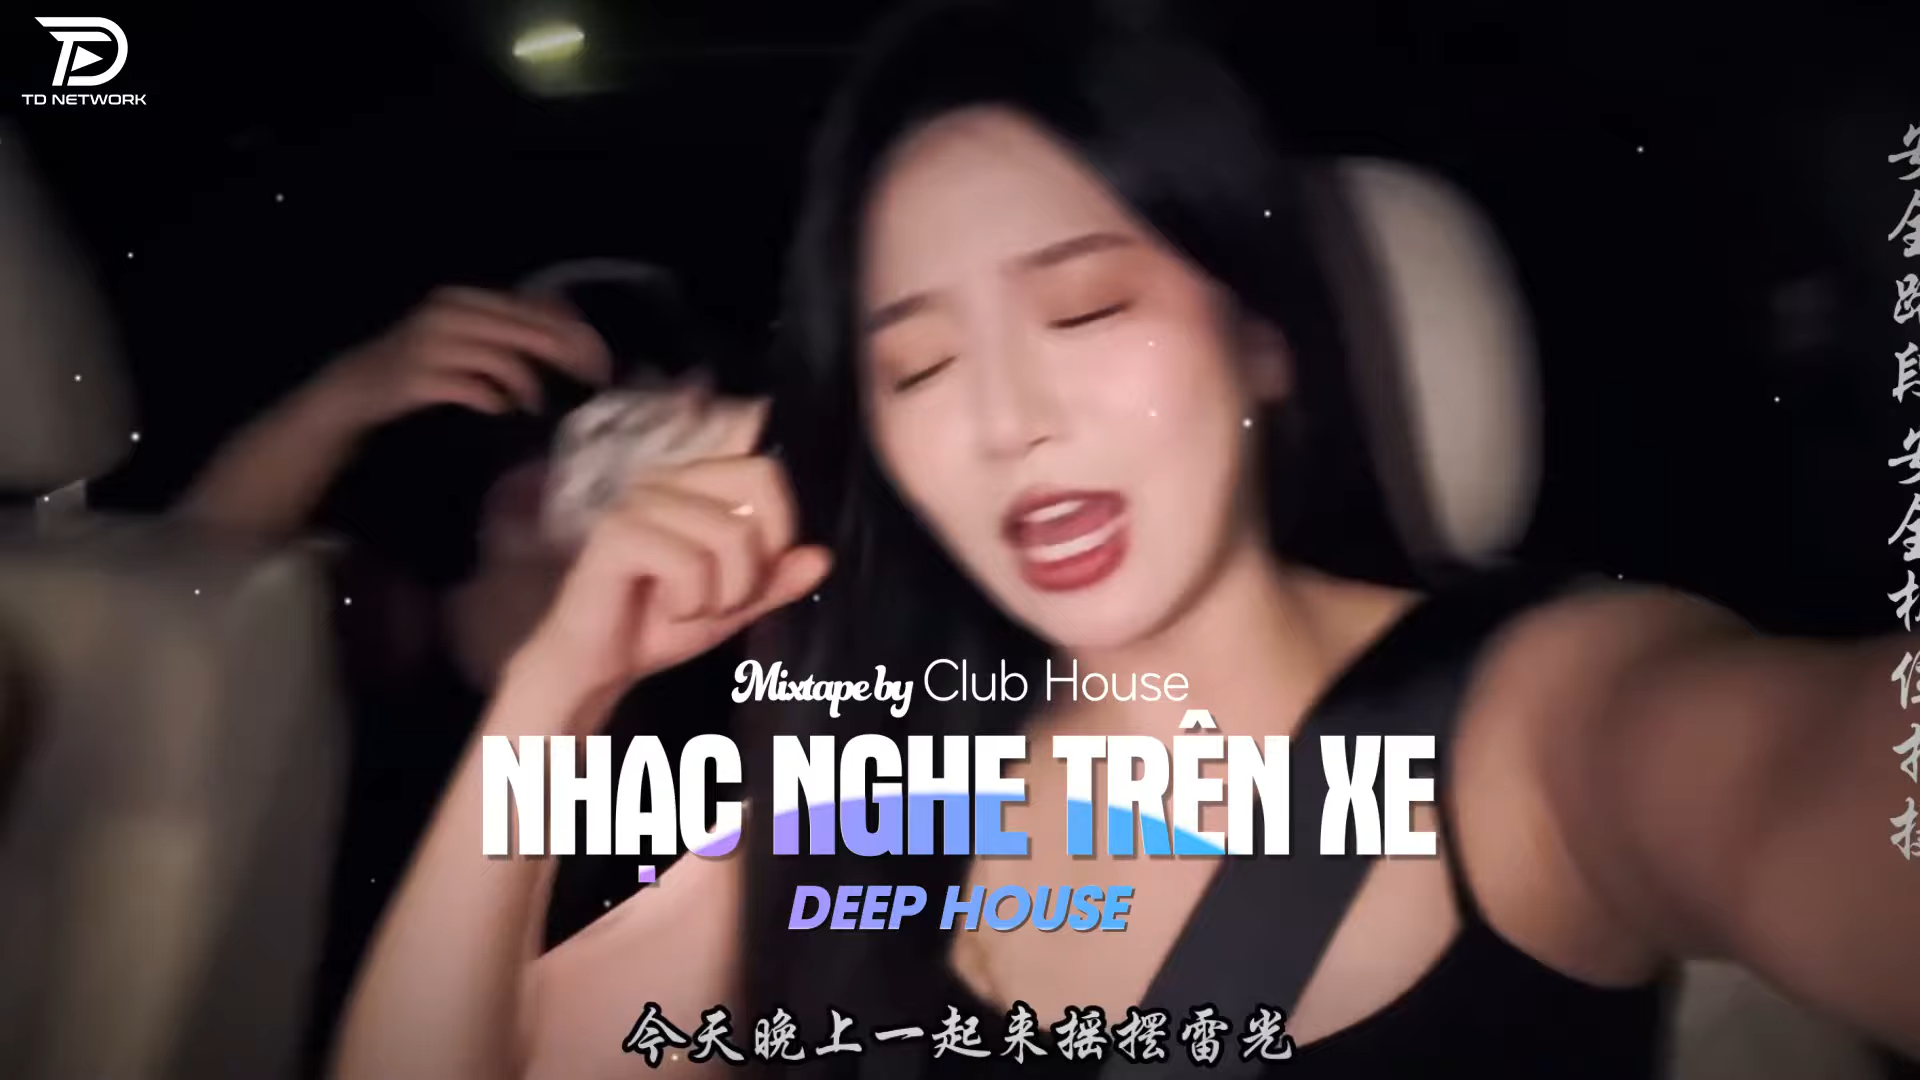 TD NETWORK
Mixtape by Club House
NHẠC NGHE TRÊN XE
DEEP HOUSE
今天晚上一起来摇摆雷光